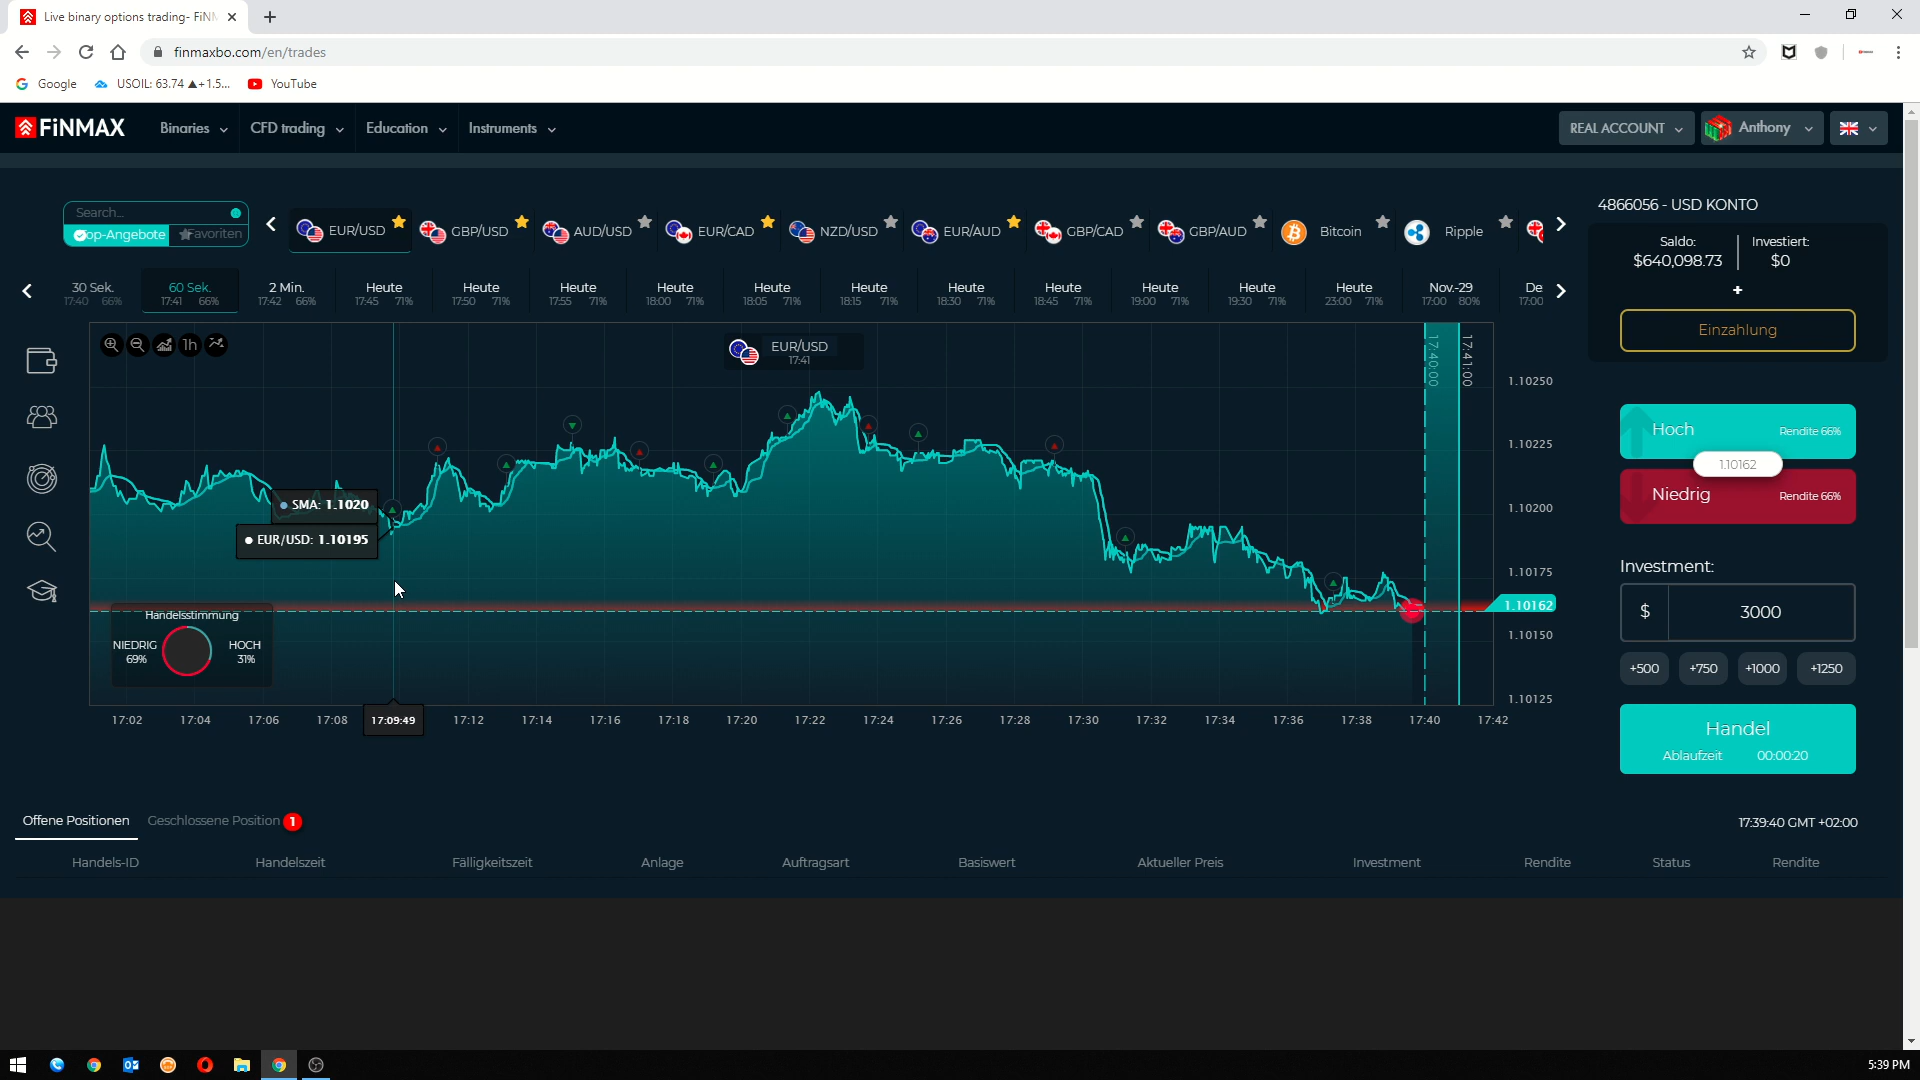 Live binary options trading- FiNM
finmaxbo.com/en/trades
Google
USOIL: 63.74 ▲+1.5...
YouTube
FiNMAX
Binaries
CFD trading
Education
Instruments
REAL ACCOUNT
Anthony
Search...
op-Angebote
Favoriten
EUR/USD
GBP/USD
AUD/USD
EUR/CAD
NZD/USD
EUR/AUD
GBP/CAD
GBP/AUD
Bitcoin
Ripple
30 Sek.
17:40 66%
60 Sek.
17:41 66%
2 Min.
17:42 66%
Heute
17:45 71%
Heute
17:50 71%
Heute
17:55 71%
Heute
18:00 71%
Heute
18:05 71%
Heute
18:15 71%
Heute
18:30 71%
Heute
18:45 71%
Heute
19:00 71%
Heute
19:30 71%
Heute
23:00 71%
Nov.-29
17:00 80%
De
17:00
1h
EUR/USD
17:41
17:40:00
17:41:00
SMA: 1.1020
EUR/USD: 1.10195
Handelsstimmung
NIEDRIG
69%
HOCH
31%
1.10250
1.10225
1.10200
1.10175
1.10162
1.10150
1.10125
17:02
17:04
17:06
17:08
17:09:49
17:12
17:14
17:16
17:18
17:20
17:22
17:24
17:26
17:28
17:30
17:32
17:34
17:36
17:38
17:40
17:42
4866056 - USD KONTO
Saldo:
$640,098.73
Investiert:
$0
+
Einzahlung
Hoch
Rendite 66%
1.10162
Niedrig
Rendite 66%
Investment:
$
3000
+500
+750
+1000
+1250
Handel
Ablaufzeit 00:00:20
Offene Positionen
Geschlossene Position
1
17:39:40 GMT +02:00
Handels-ID
Handelszeit
Fälligkeitszeit
Anlage
Auftragsart
Basiswert
Aktueller Preis
Investment
Rendite
Status
Rendite
5:39 PM